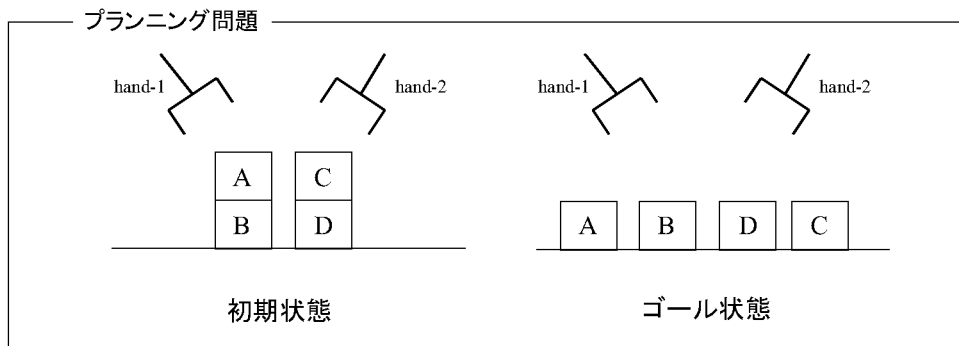 プランニング問題
hand-1 hand-2 hand-1 hand-2
A C
B D A B D C
初期状態 ゴール状態